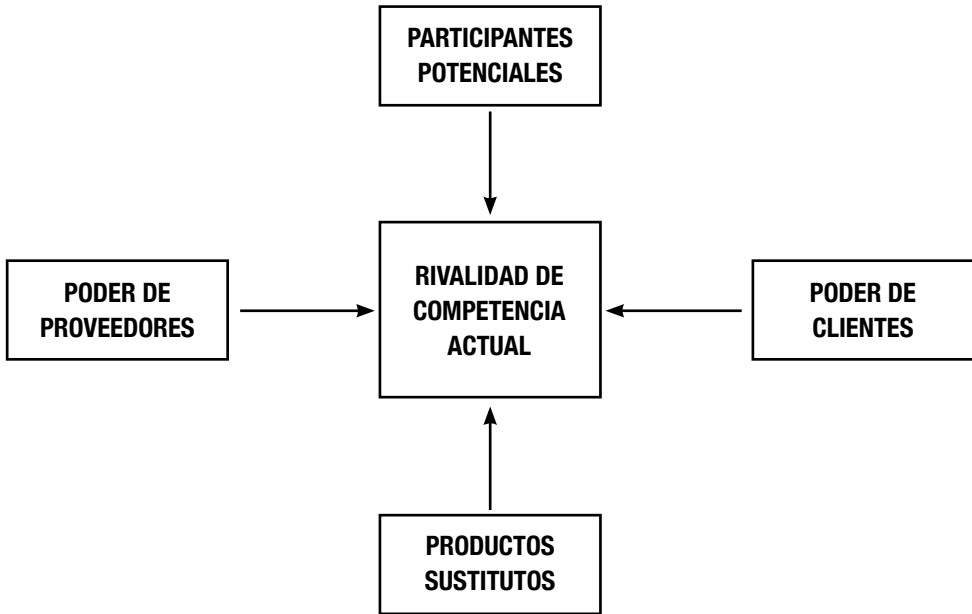 PARTICIPANTES
POTENCIALES
PODER DE
PROVEEDORES
RIVALIDAD DE
COMPETENCIA
ACTUAL
PODER DE
CLIENTES
PRODUCTOS
SUSTITUTOS